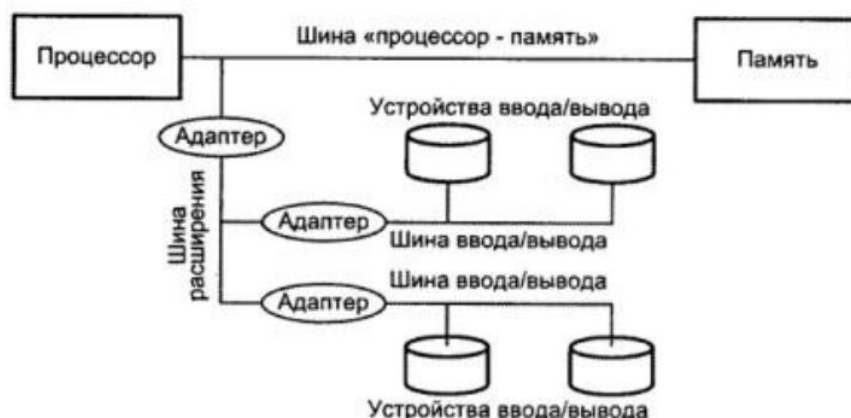 Шина «процессор - память»
Процессор
Память
Устройства ввода/вывода
Адаптер
Шина
расширения
Адаптер
Шина ввода/вывода
Шина ввода/вывода
Адаптер
Устройства ввода/вывода